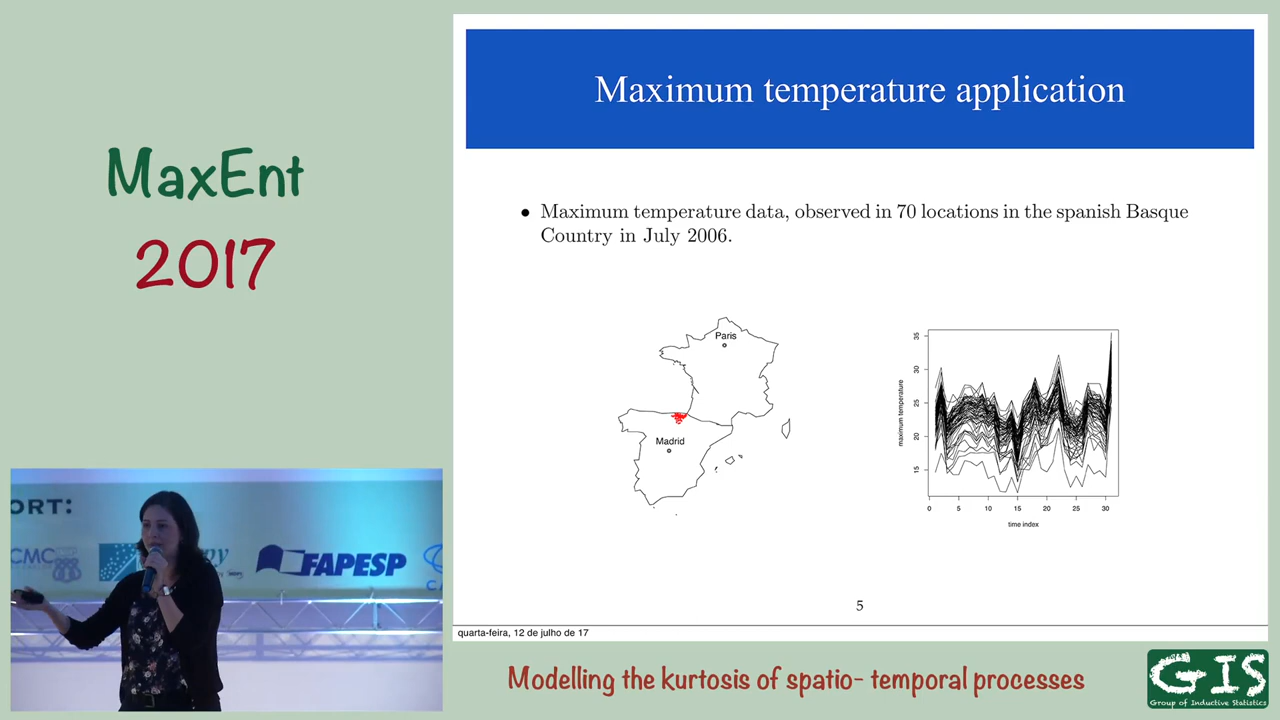 MaxEnt
2017
Maximum temperature application
• Maximum temperature data, observed in 70 locations in the spanish Basque
Country in July 2006.
Paris
Madrid
maximum temperature
35
30
25
20
15
0 5 10 15 20 25 30
time index
5
quarta-feira, 12 de julho de 17
ORT:
CMC
FAPESP
CA
Modelling the kurtosis of spatio- temporal processes
GIS
Group of Inductive Statistics